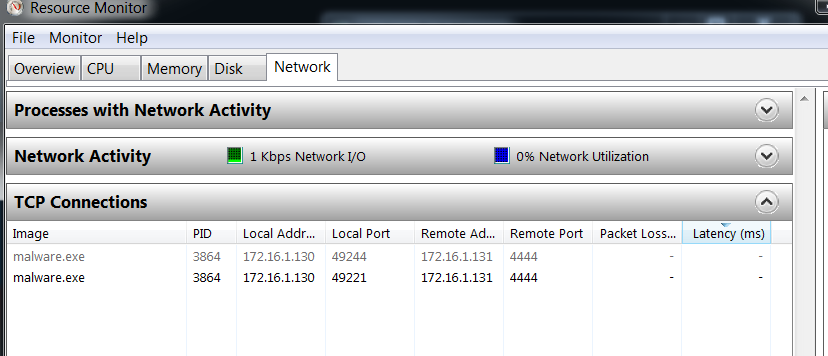 Resource Monitor
File Monitor Help
Overview CPU Memory Disk Network
Processes with Network Activity
Network Activity 1 Kbps Network I/O 0% Network Utilization
TCP Connections
Image PID Local Addr... Local Port Remote Ad... Remote Port Packet Loss... Latency (ms)
malware.exe 3864 172.16.1.130 49244 172.16.1.131 4444 - -
malware.exe 3864 172.16.1.130 49221 172.16.1.131 4444 - -